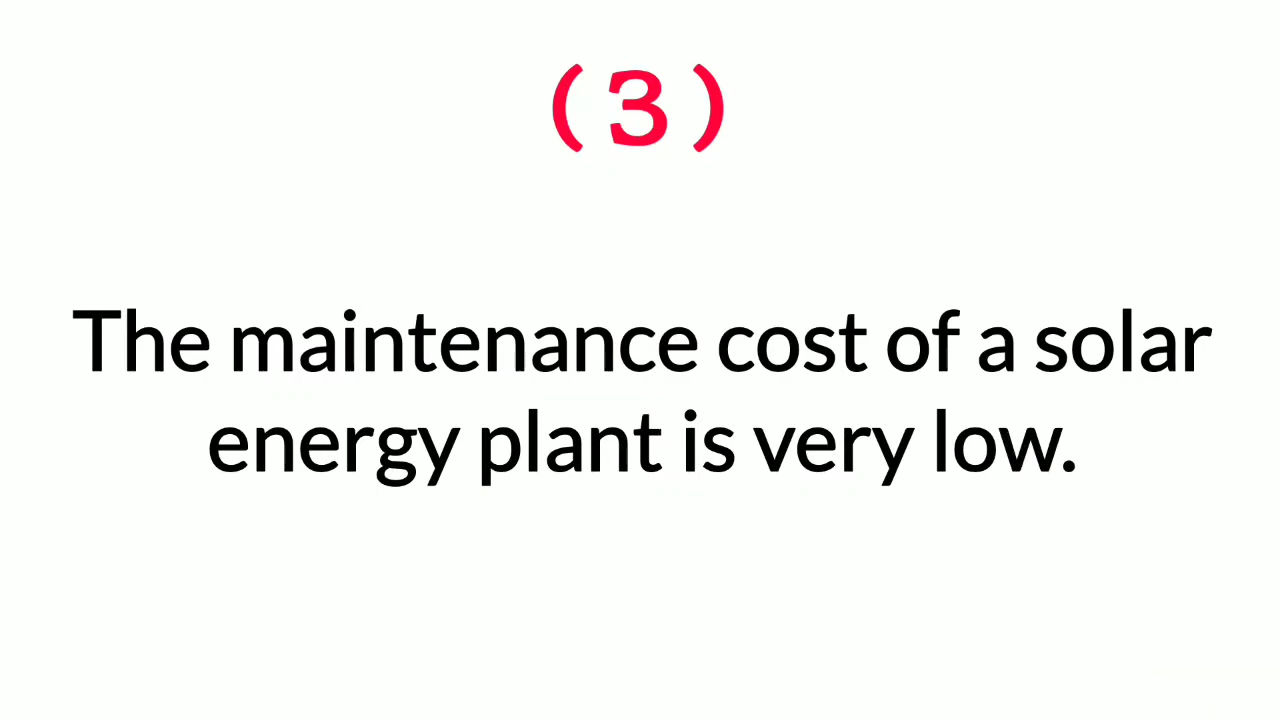 (3)
The maintenance cost of a solar
energy plant is very low.